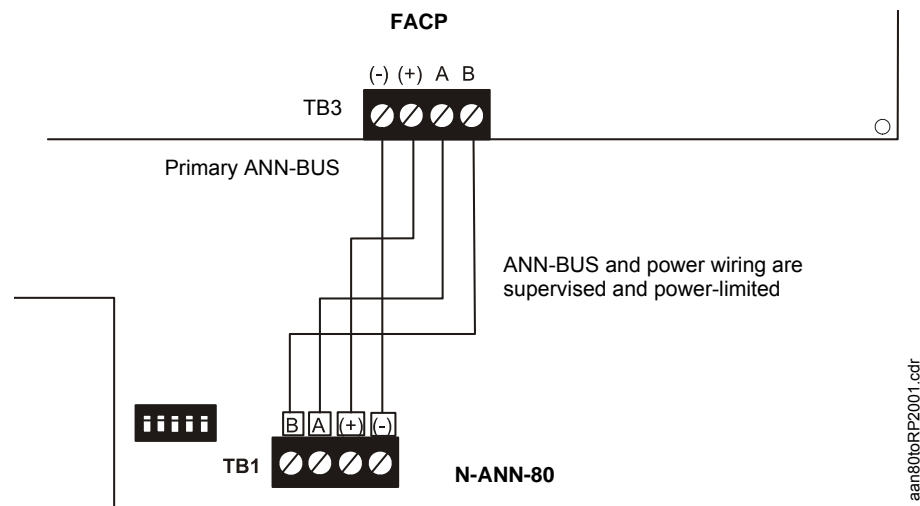 FACP
(-) (+) A B
TB3
Primary ANN-BUS
ANN-BUS and power wiring are
supervised and power-limited
B A (+) (-)
TB1
N-ANN-80
aan80toRP2001.cdr